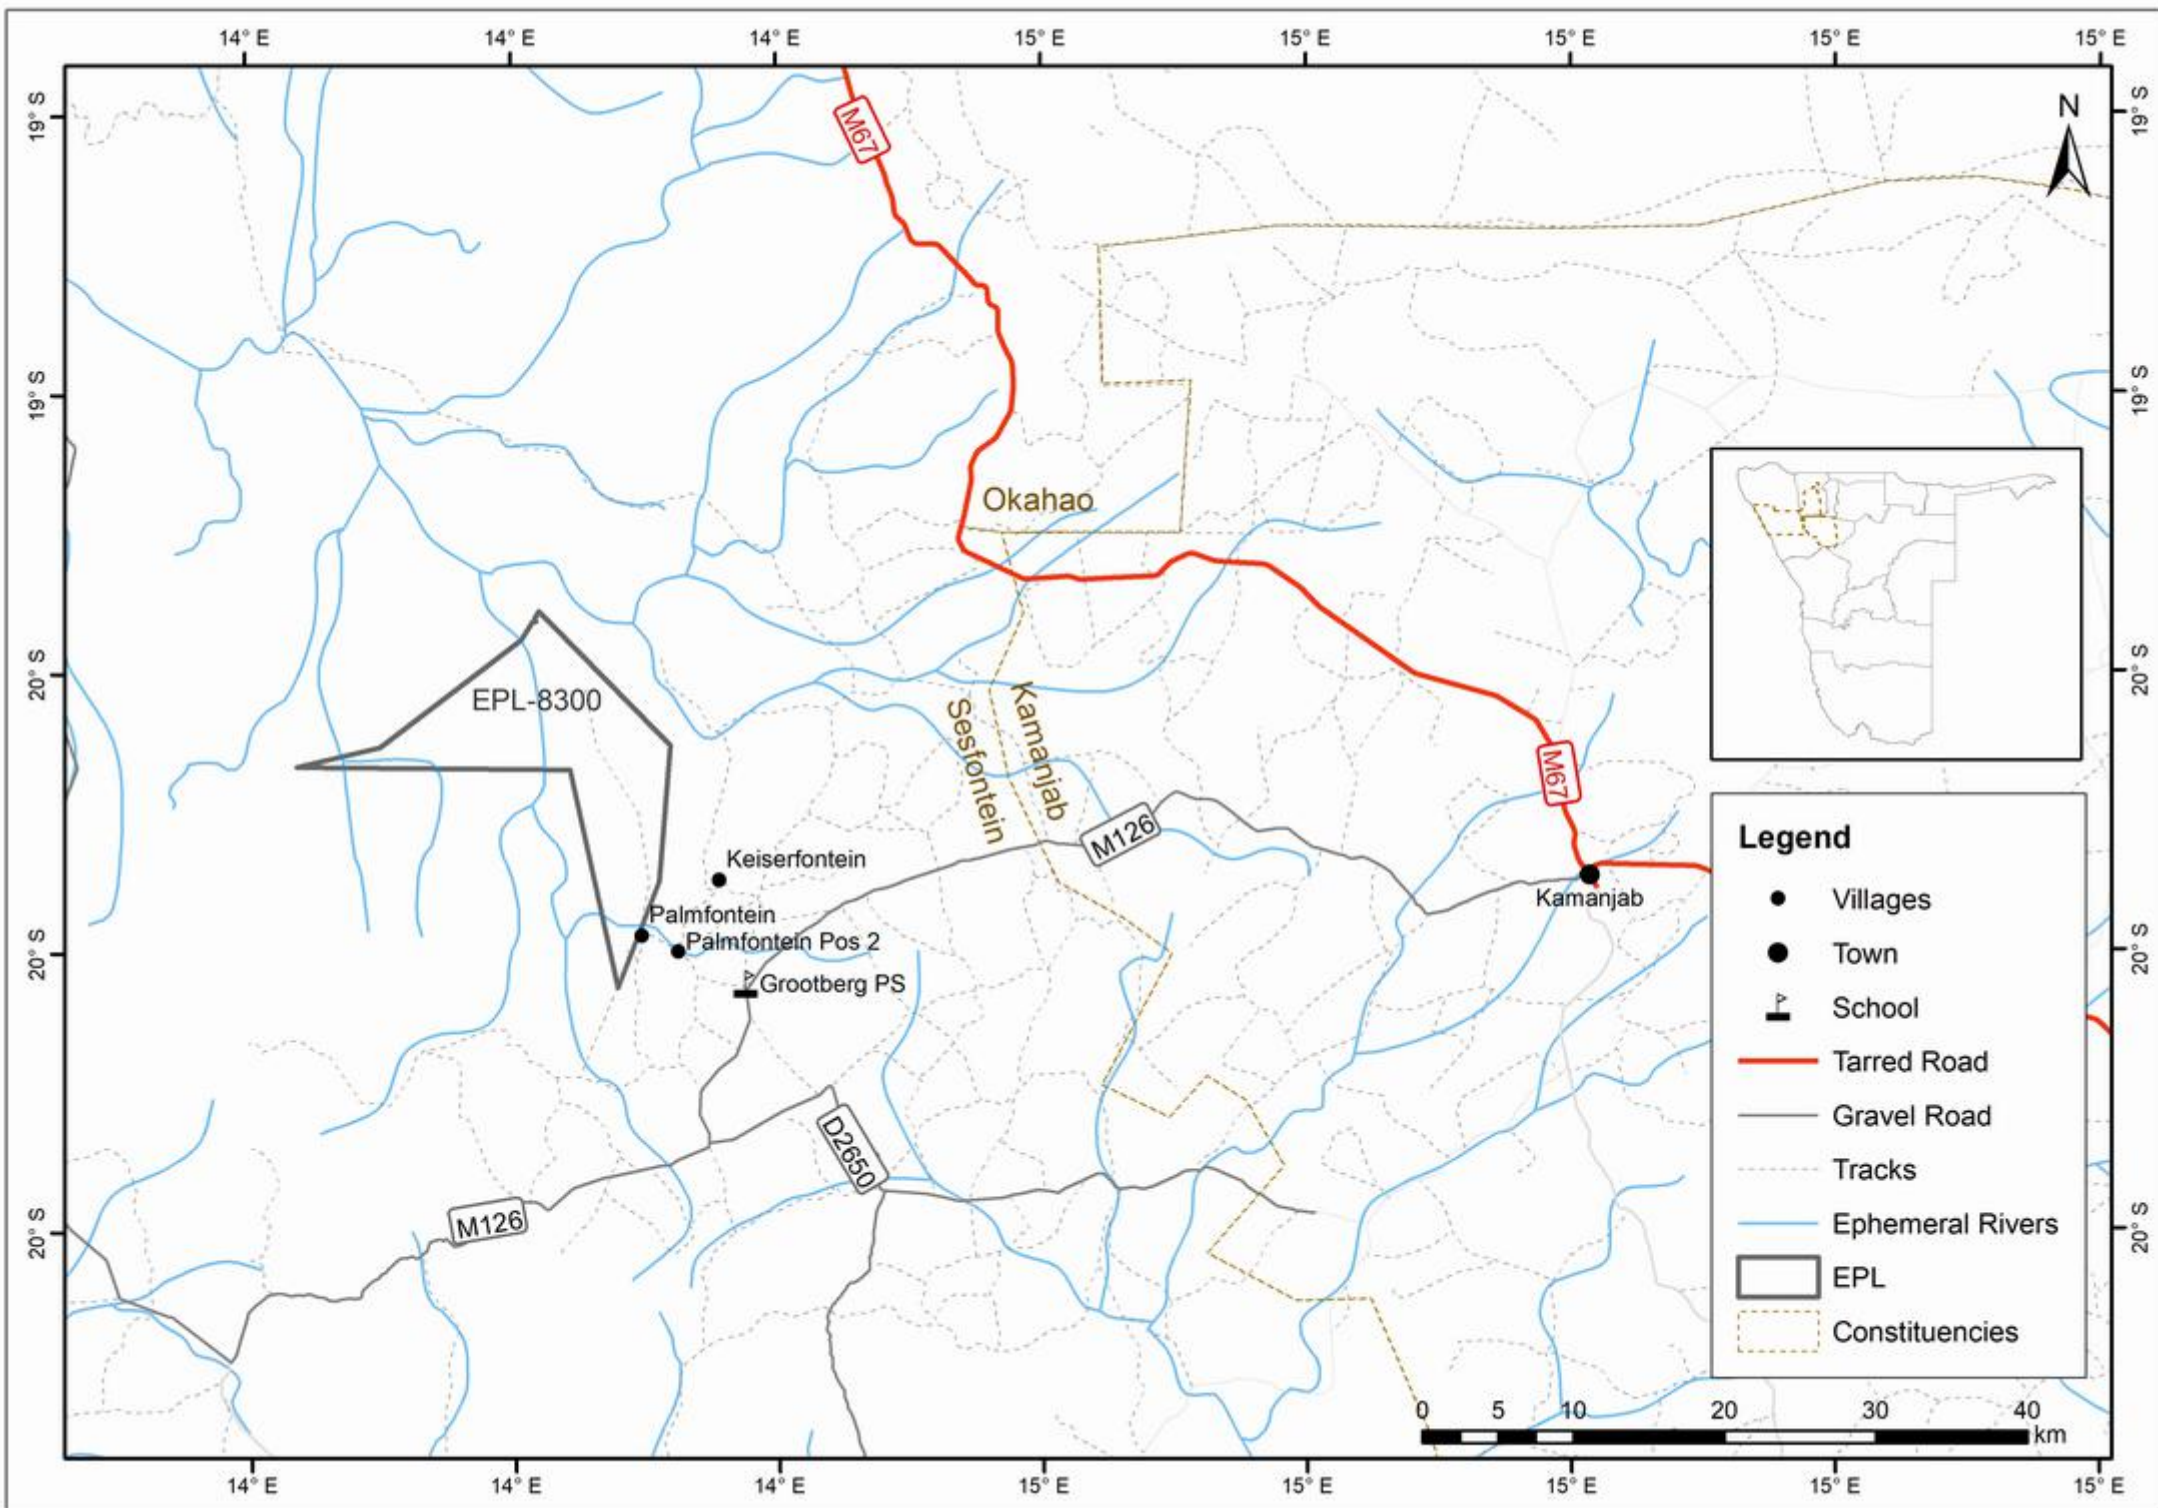 14° E 14° E 14° E 15° E 15° E 15° E 15° E 15° E
19° S 19° S
N
M67
19° S 19° S
Okahao
20° S 20° S
EPL-8300
Kamanjab
Sesfontein
M67
M126
Legend
Keiserfontein
Kamanjab
Villages
Palmfontein
Palmfontein Pos 2
Town
20° S 20° S
Grootberg PS
School
Tarred Road
Gravel Road
D2650
Tracks
M126
Ephemeral Rivers
20° S 20° S
EPL
Constituencies
0 5 10 20 30 40
km
14° E 14° E 14° E 15° E 15° E 15° E 15° E 15° E